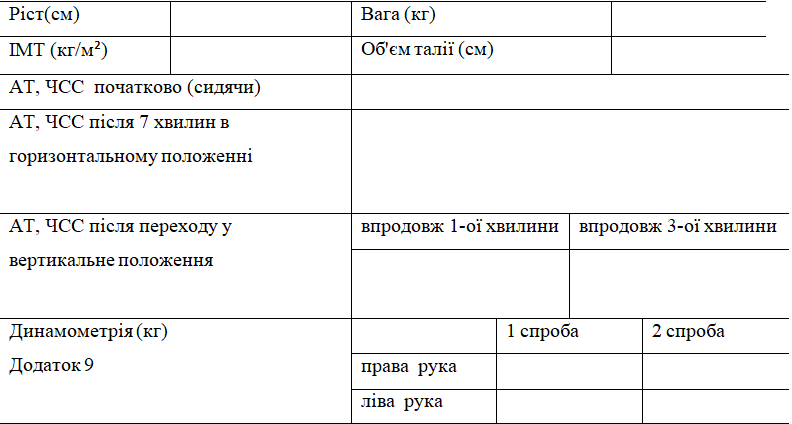 Ріст(см)
Вага (кг)
ІМТ (кг/м²)
Об'єм талії (см)
АТ, ЧСС початково (сидячи)
АТ, ЧСС після 7 хвилин в
горизонтальному положенні
АТ, ЧСС після переходу у
вертикальне положення
впродовж 1-ої хвилини
впродовж 3-ої хвилини
Динамометрія (кг)
Додаток 9
1 спроба
2 спроба
права рука
ліва рука